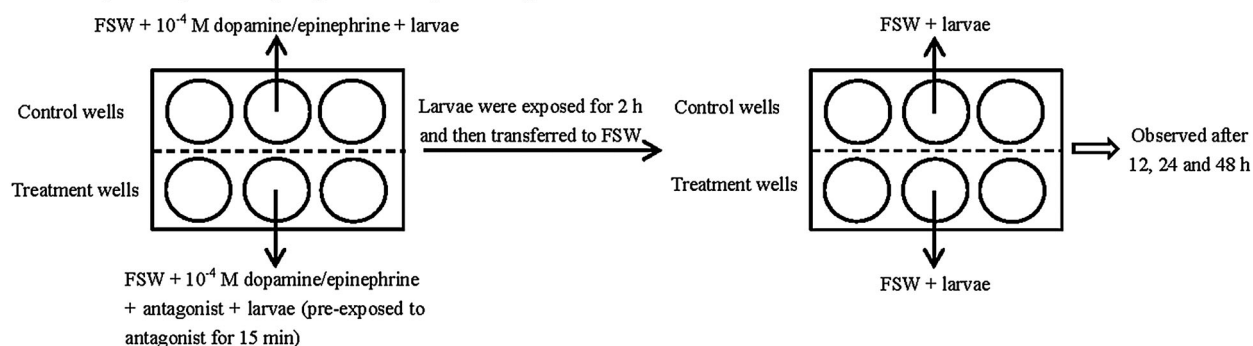 FSW + 10⁻⁴ M dopamine/epinephrine + larvae
Control wells
Treatment wells
FSW + 10⁻⁴ M dopamine/epinephrine
+ antagonist + larvae (pre-exposed to
antagonist for 15 min)
Larvae were exposed for 2 h
and then transferred to FSW
FSW + larvae
Control wells
Treatment wells
FSW + larvae
Observed after
12, 24 and 48 h